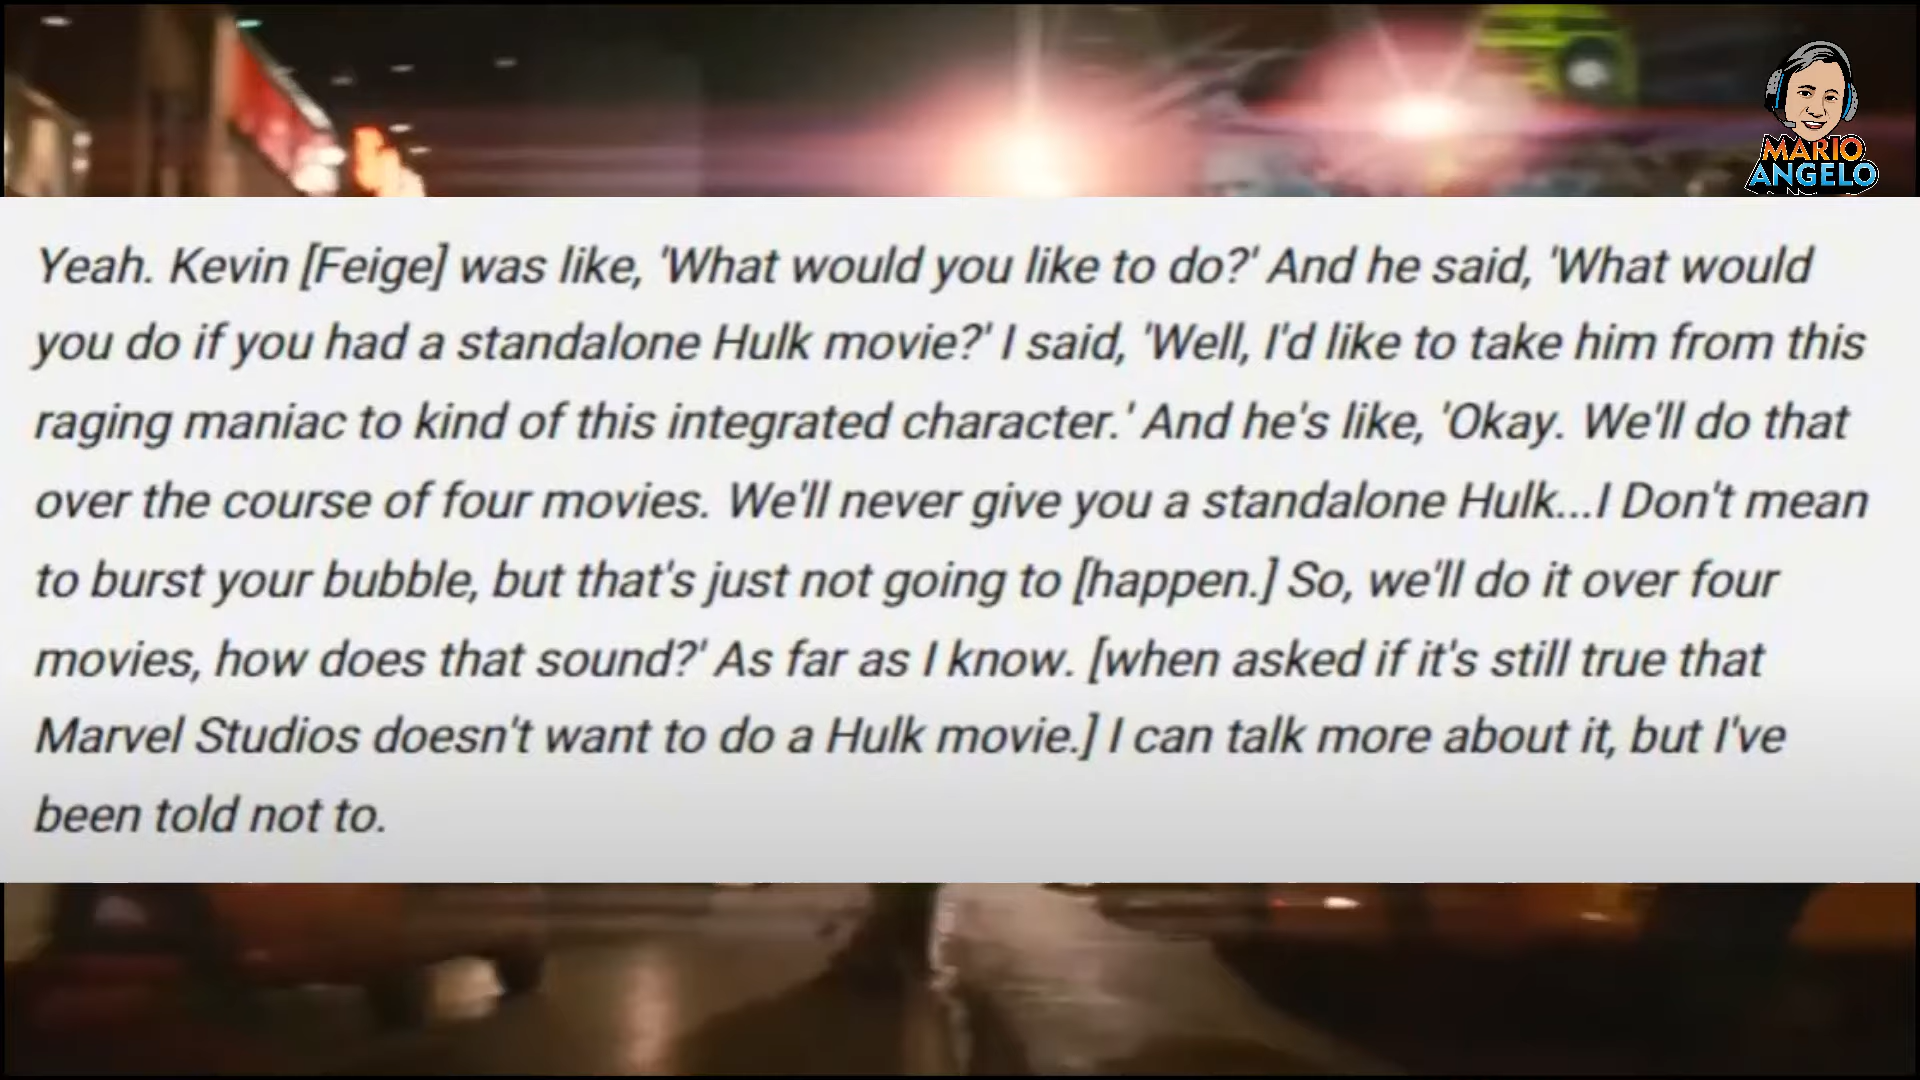 MARIO
ANGELO
Yeah. Kevin [Feige] was like, 'What would you like to do?' And he said, 'What would
you do if you had a standalone Hulk movie?' I said, 'Well, I'd like to take him from this
raging maniac to kind of this integrated character.' And he's like, 'Okay. We'll do that
over the course of four movies. We'll never give you a standalone Hulk...I Don't mean
to burst your bubble, but that's just not going to [happen.] So, we'll do it over four
movies, how does that sound?' As far as I know. [when asked if it's still true that
Marvel Studios doesn't want to do a Hulk movie.] I can talk more about it, but I've
been told not to.